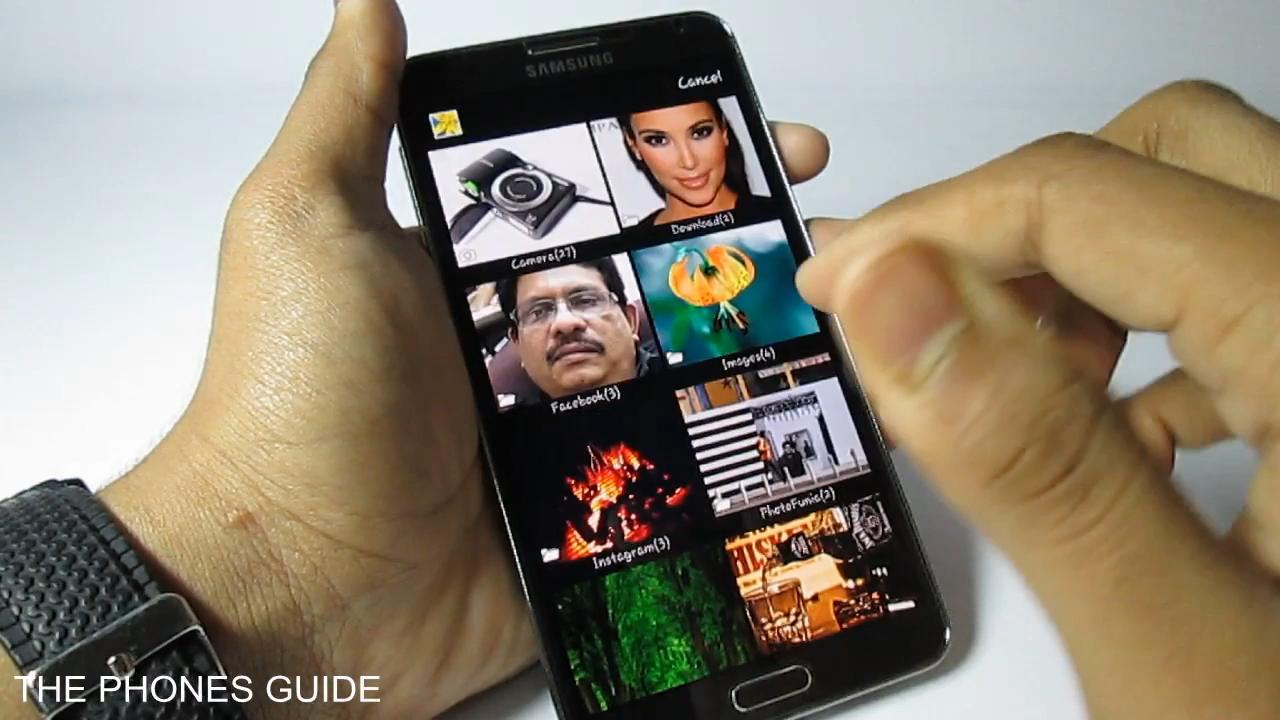 SAMSUNG
Cancel
Camera(27)
Download(2)
Facebook(3)
Images(4)
Instagram(3)
PhotoFunia(2)
THE PHONES GUIDE